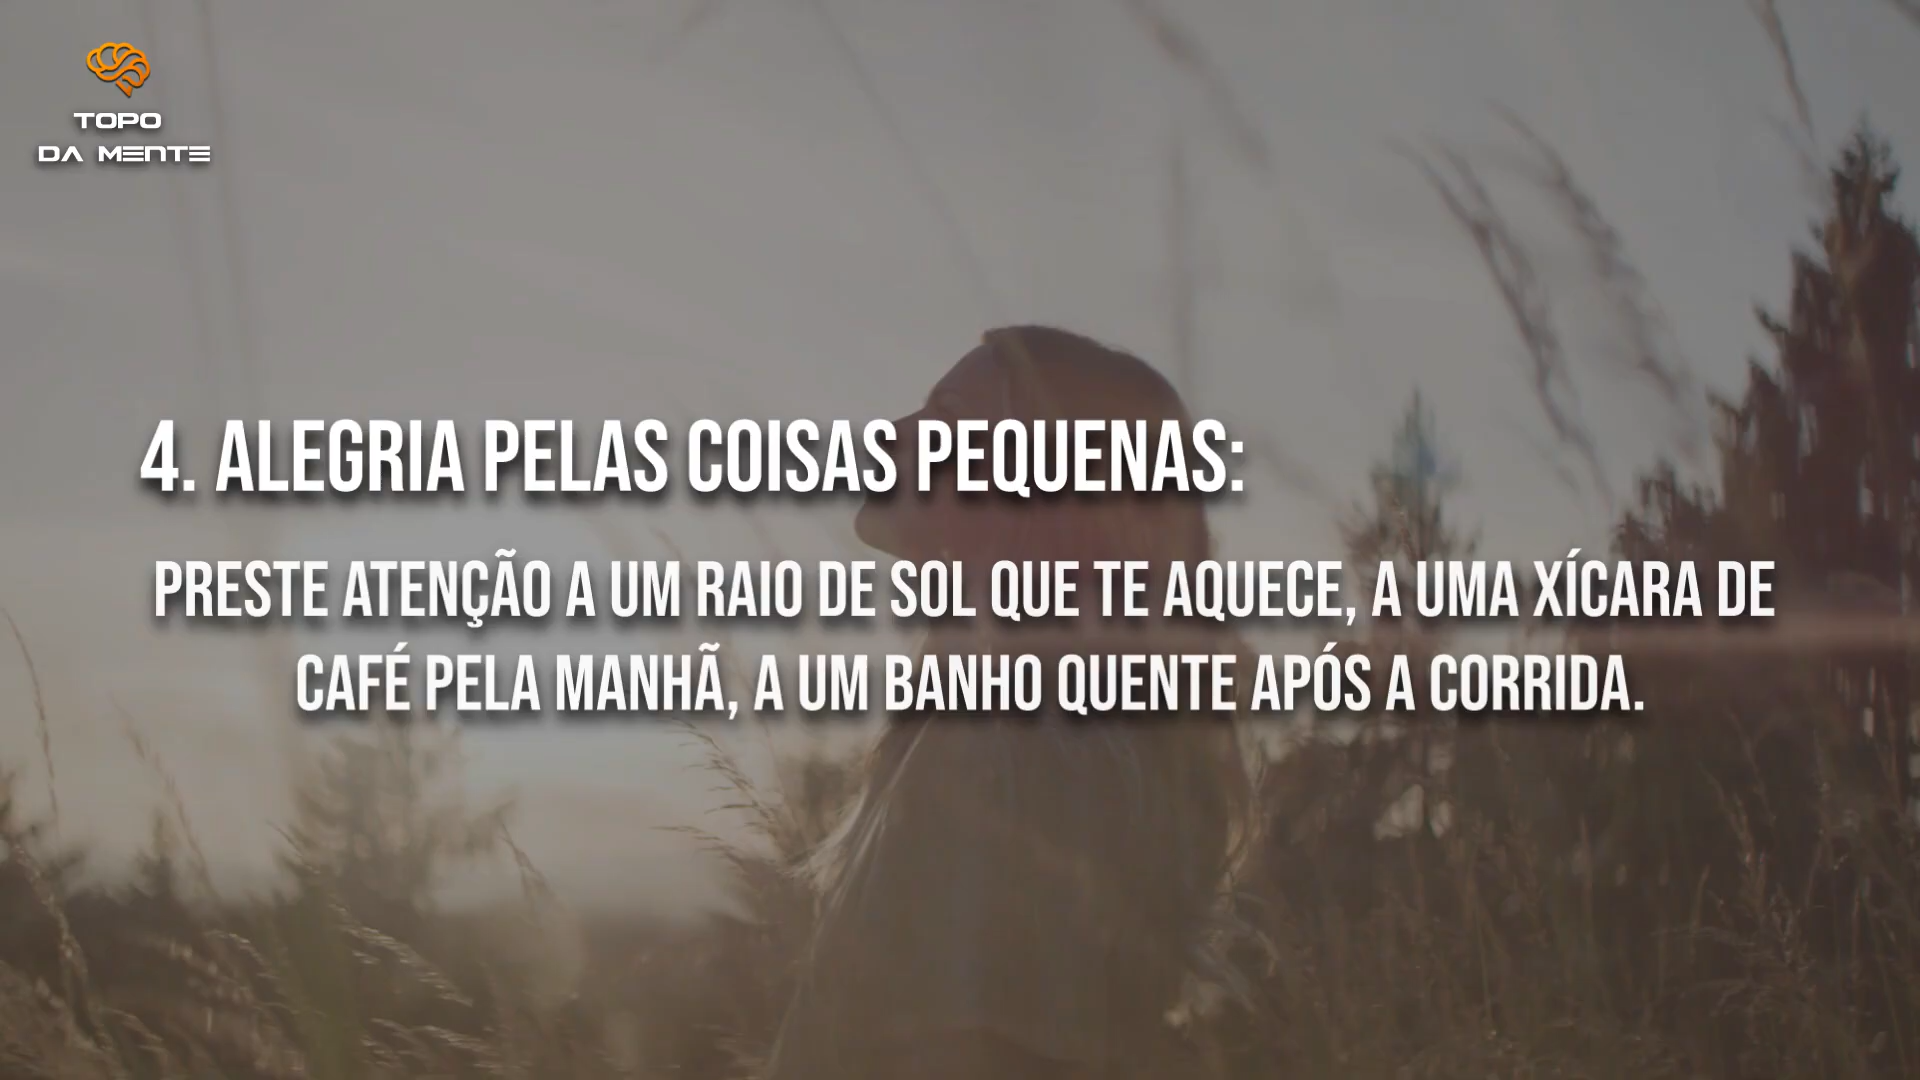 TOPO
DA MENTE
4. ALEGRIA PELAS COISAS PEQUENAS:
PRESTE ATENÇÃO A UM RAIO DE SOL QUE TE AQUECE, A UMA XÍCARA DE
CAFÉ PELA MANHÃ, A UM BANHO QUENTE APÓS A CORRIDA.